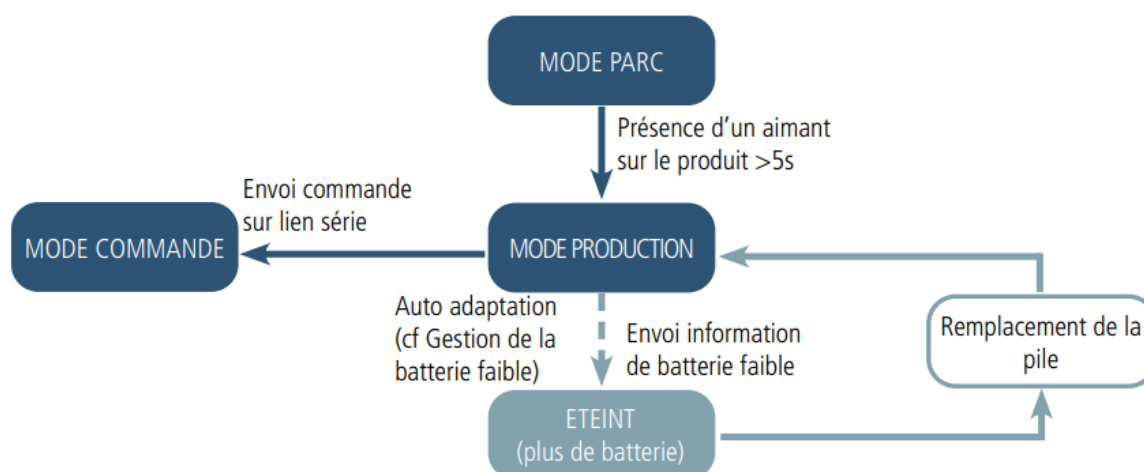 MODE PARC
Présence d'un aimant
sur le produit >5s
Envoi commande
sur lien série
MODE COMMANDE
MODE PRODUCTION
Auto adaptation
(cf Gestion de la
batterie faible)
Envoi information
de batterie faible
Remplacement de la
pile
ETEINT
(plus de batterie)